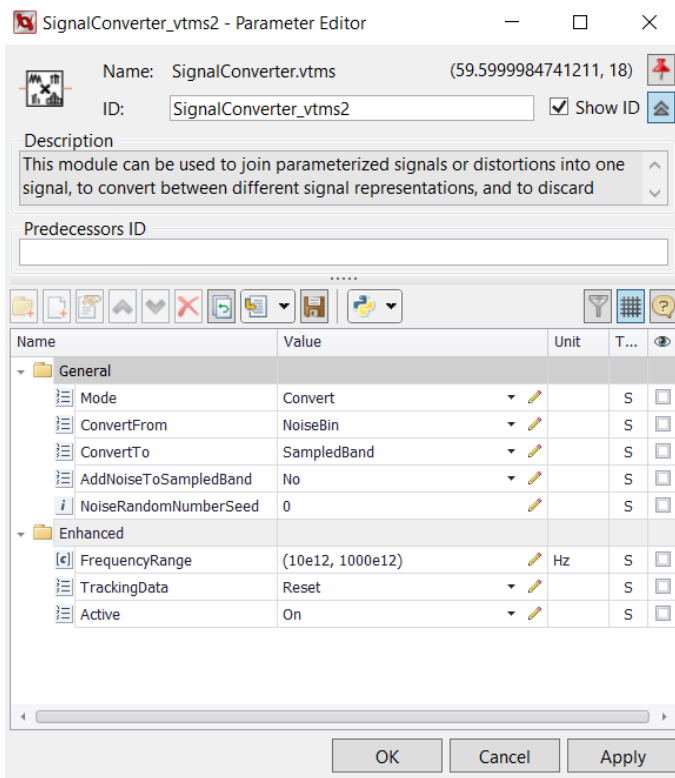 SignalConverter_vtms2 - Parameter Editor
Name: SignalConverter.vtms (59.5999984741211, 18)
ID: SignalConverter_vtms2 Show ID
Description
This module can be used to join parameterized signals or distortions into one
signal, to convert between different signal representations, and to discard
Predecessors ID
Name Value Unit T...
General
Mode Convert S
ConvertFrom NoiseBin S
ConvertTo SampledBand S
AddNoiseToSampledBand No S
i NoiseRandomNumberSeed 0 S
Enhanced
[c] FrequencyRange (10e12, 1000e12) Hz S
TrackingData Reset S
Active On S
OK Cancel Apply